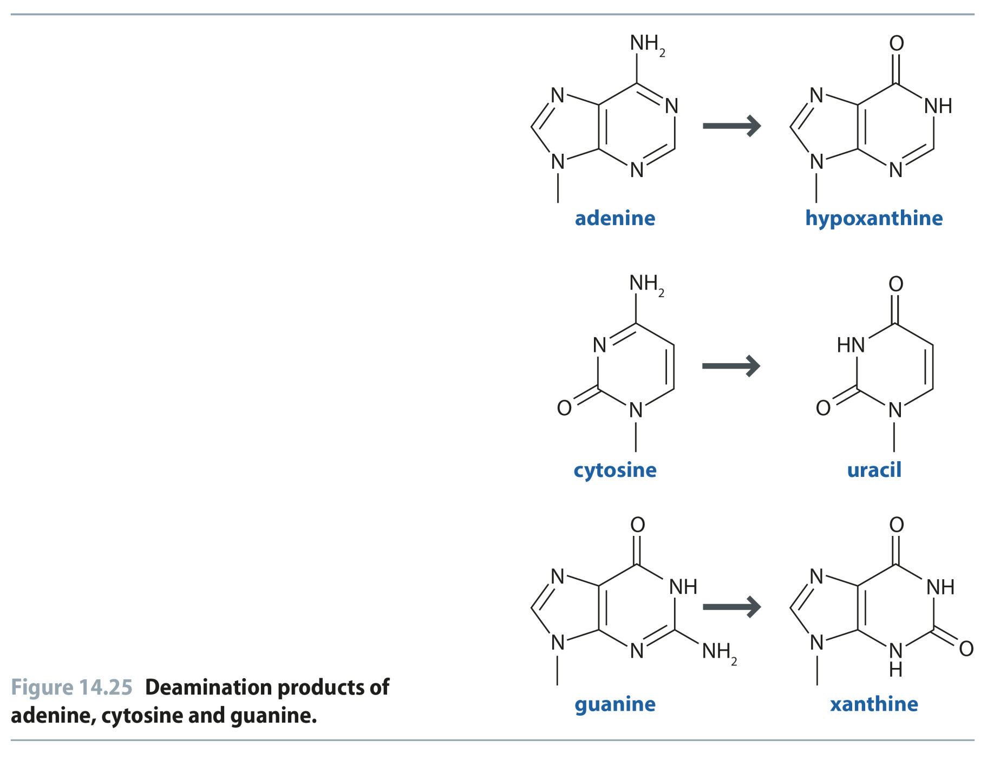 NH₂
O
N
N
N
NH
N
N
N
N
adenine
hypoxanthine
NH₂
O
N
HN
O
N
O
N
cytosine
uracil
O
O
N
NH
N
NH
N
N
NH₂
N
N
H
O
guanine
xanthine
Figure 14.25 Deamination products of
adenine, cytosine and guanine.